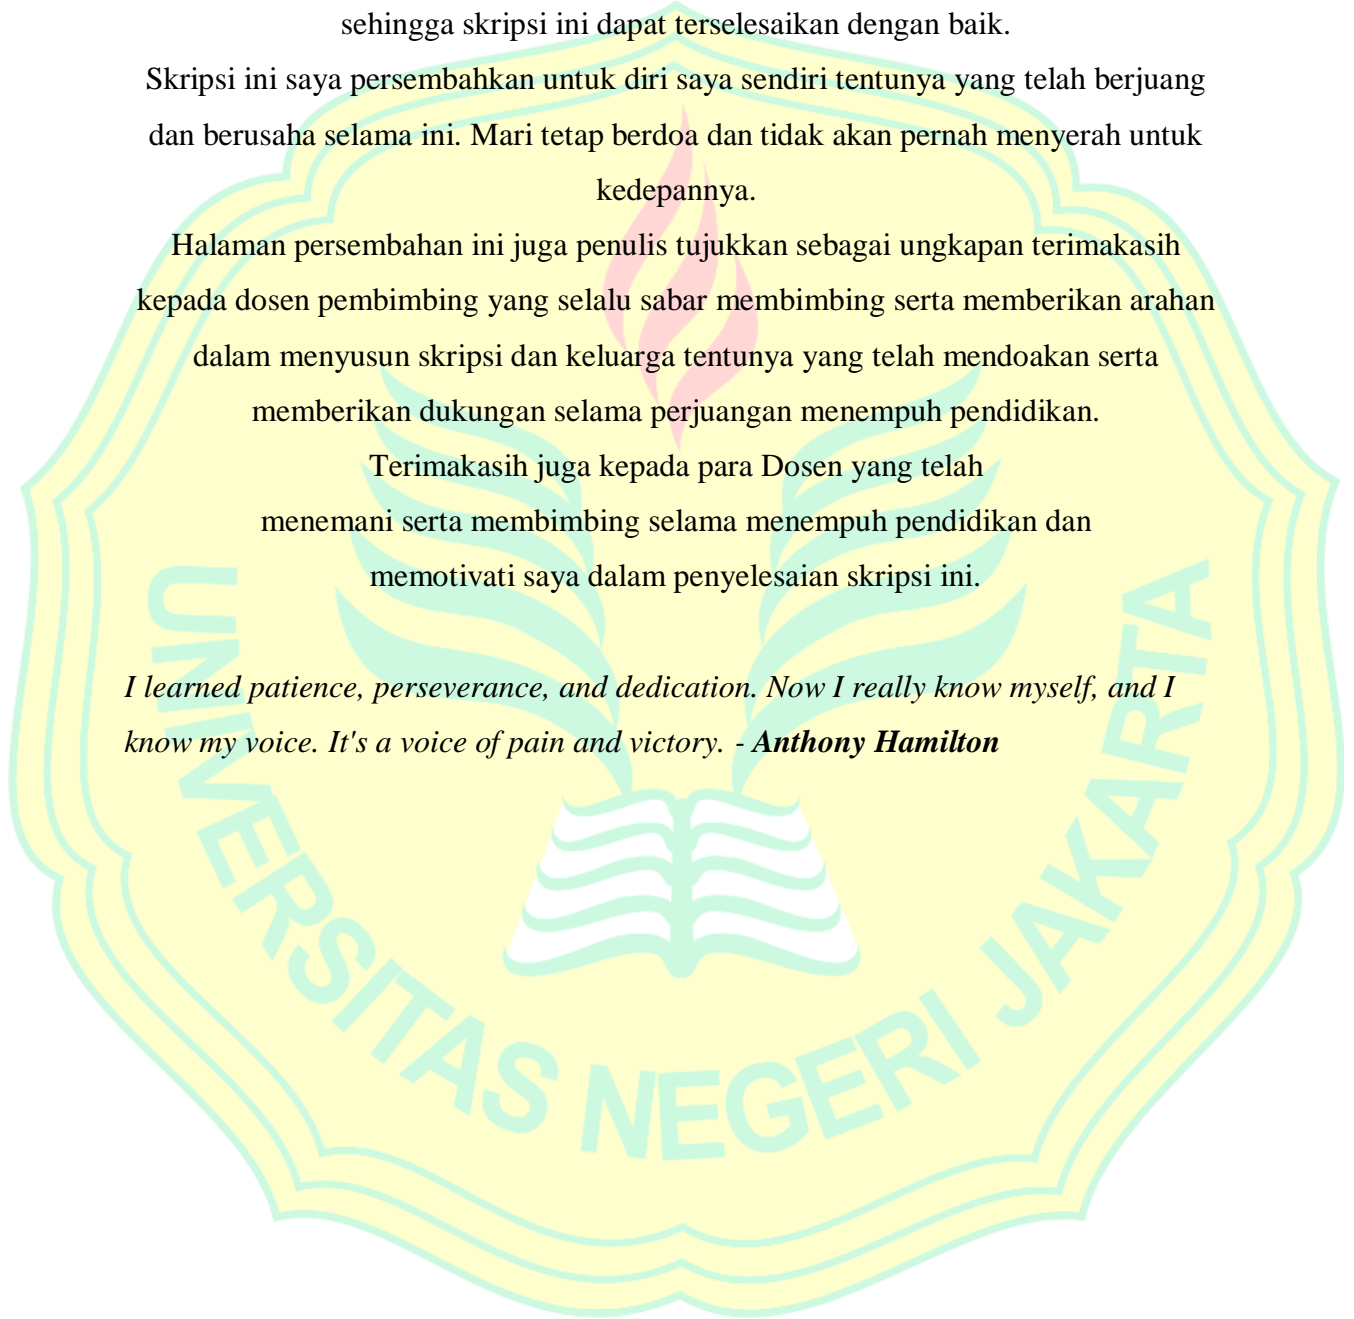 sehingga skripsi ini dapat terselesaikan dengan baik.
Skripsi ini saya persembahkan untuk diri saya sendiri tentunya yang telah berjuang
dan berusaha selama ini. Mari tetap berdoa dan tidak akan pernah menyerah untuk
kedepannya.
Halaman persembahan ini juga penulis tujukkan sebagai ungkapan terimakasih
kepada dosen pembimbing yang selalu sabar membimbing serta memberikan arahan
dalam menyusun skripsi dan keluarga tentunya yang telah mendoakan serta
memberikan dukungan selama perjuangan menempuh pendidikan.
Terimakasih juga kepada para Dosen yang telah
menemani serta membimbing selama menempuh pendidikan dan
memotivati saya dalam penyelesaian skripsi ini.
I learned patience, perseverance, and dedication. Now I really know myself, and I
know my voice. It's a voice of pain and victory. - Anthony Hamilton
UNIVERSITAS NEGERI JAKARTA